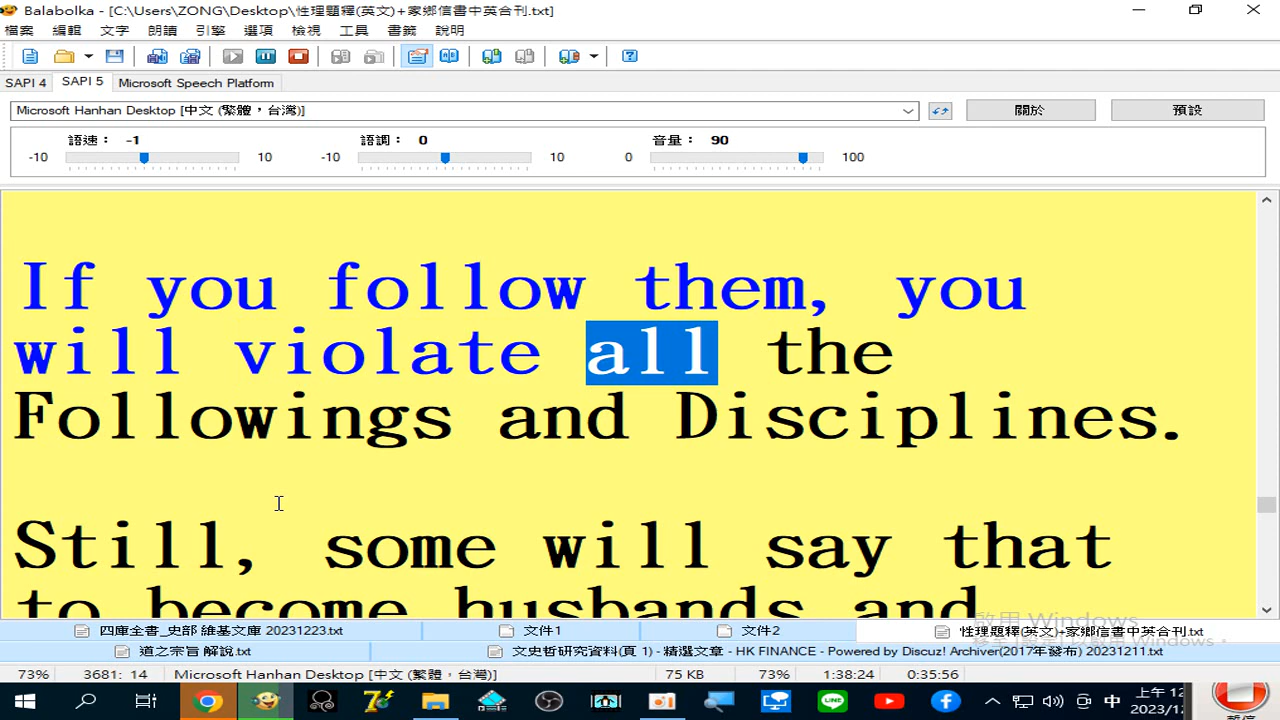 Balabolka - [C:\Users\ZONG\Desktop\性理題釋(英文)+家鄉信書中英合刊.txt]
檔案 編輯 文字 朗讀 引擎 選項 檢視 工具 書籤 說明
SAPI 4 SAPI 5 Microsoft Speech Platform
Microsoft Hanhan Desktop [中文 (繁體，台灣)] 關於 預設
語速： -1 語調： 0 音量： 90
-10 10 -10 10 0 100
If you follow them, you
will violate all the
Followings and Disciplines.
Still, some will say that
to become husbands and
啟用 Windows
四庫全書_史部 維基文庫 20231223.txt 文件1 文件2 性理題釋(英文)+家鄉信書中英合刊.txt
道之宗旨 解說.txt 文史哲研究資料(頁 1) - 精選文章 - HK FINANCE - Powered by Discuz! Archiver(2017年發布) 20231211.txt
73% 3681: 14 Microsoft Hanhan Desktop [中文 (繁體，台灣)] 75 KB 73% 1:38:24 0:35:56
中 上午 12
2023/12